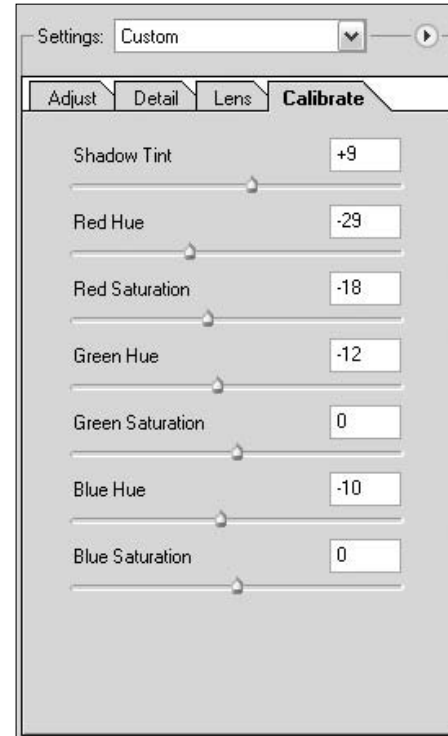 Settings: Custom
Adjust Detail Lens Calibrate
Shadow Tint +9
Red Hue -29
Red Saturation -18
Green Hue -12
Green Saturation 0
Blue Hue -10
Blue Saturation 0